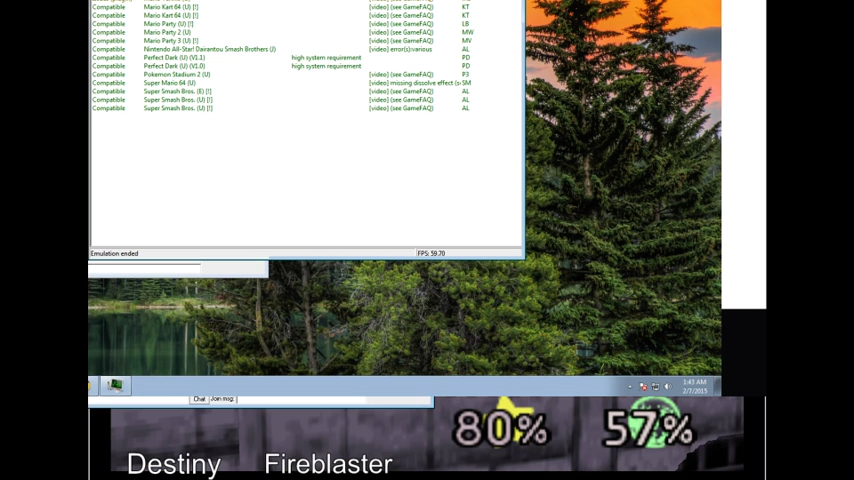 Compatible Mario Kart 64 (U) [!] [video] (see GameFAQ) KT
Compatible Mario Kart 64 (U) [!] [video] (see GameFAQ) KT
Compatible Mario Party (U) [!] [video] (see GameFAQ) LB
Compatible Mario Party 2 (U) [video] (see GameFAQ) MW
Compatible Mario Party 3 (U) [!] [video] (see GameFAQ) MV
Compatible Nintendo All-Star! Dairantou Smash Brothers (J) [video] error(s):various AL
Compatible Perfect Dark (U) (V1.1) high system requirement PD
Compatible Perfect Dark (U) (V1.0) high system requirement PD
Compatible Pokemon Stadium 2 (U) [video] (see GameFAQ) P3
Compatible Super Mario 64 (U) [video] missing dissolve effect (s SM
Compatible Super Smash Bros. (E) [!] [video] (see GameFAQ) AL
Compatible Super Smash Bros. (U) [!] [video] (see GameFAQ) AL
Compatible Super Smash Bros. (U) [!] [video] (see GameFAQ) AL
Emulation ended FPS: 59.70
1:43 AM
2/7/2015
Chat Join msg:
80% 57%
Destiny Fireblaster